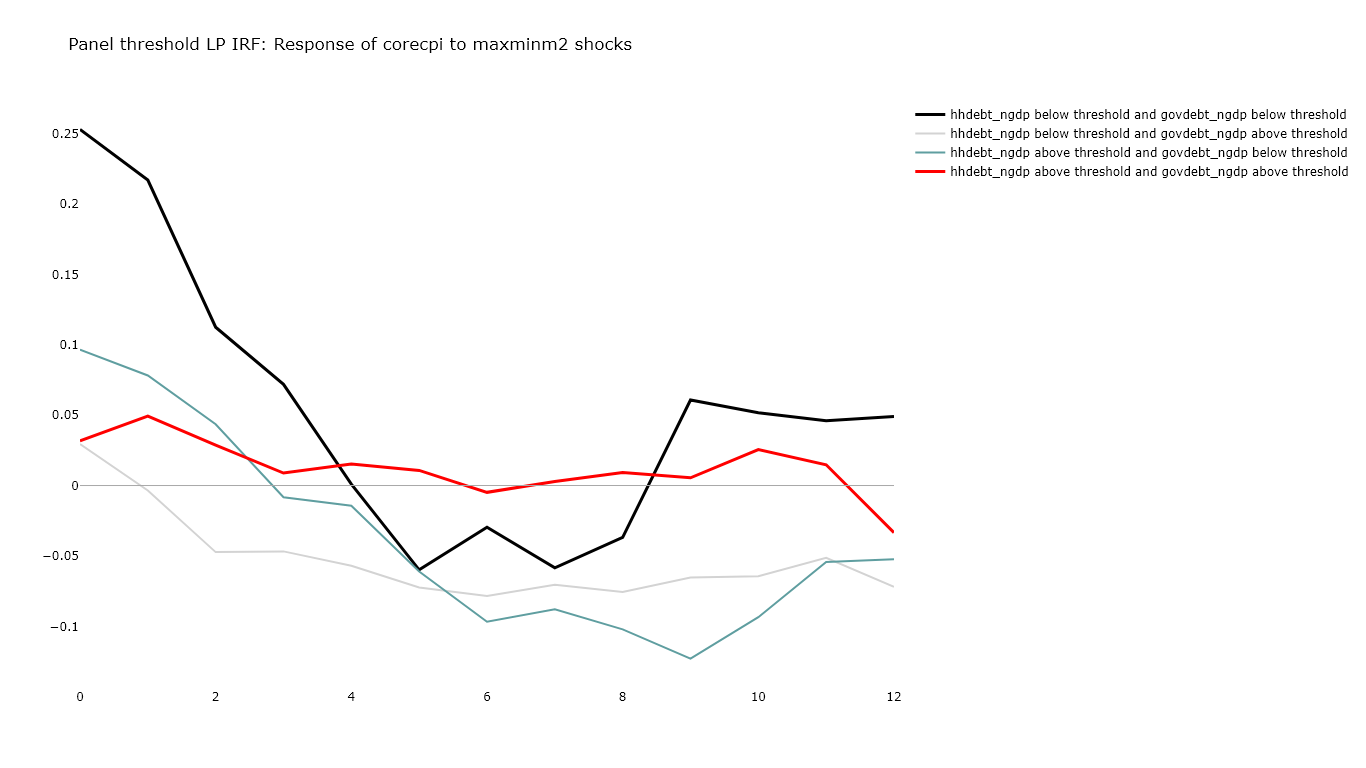 Panel threshold LP IRF: Response of corecpi to maxminm2 shocks
hhdebt_ngdp below threshold and govdebt_ngdp below threshold
hhdebt_ngdp below threshold and govdebt_ngdp above threshold
hhdebt_ngdp above threshold and govdebt_ngdp below threshold
hhdebt_ngdp above threshold and govdebt_ngdp above threshold
0.25
0.2
0.15
0.1
0.05
0
−0.05
−0.1
0 2 4 6 8 10 12